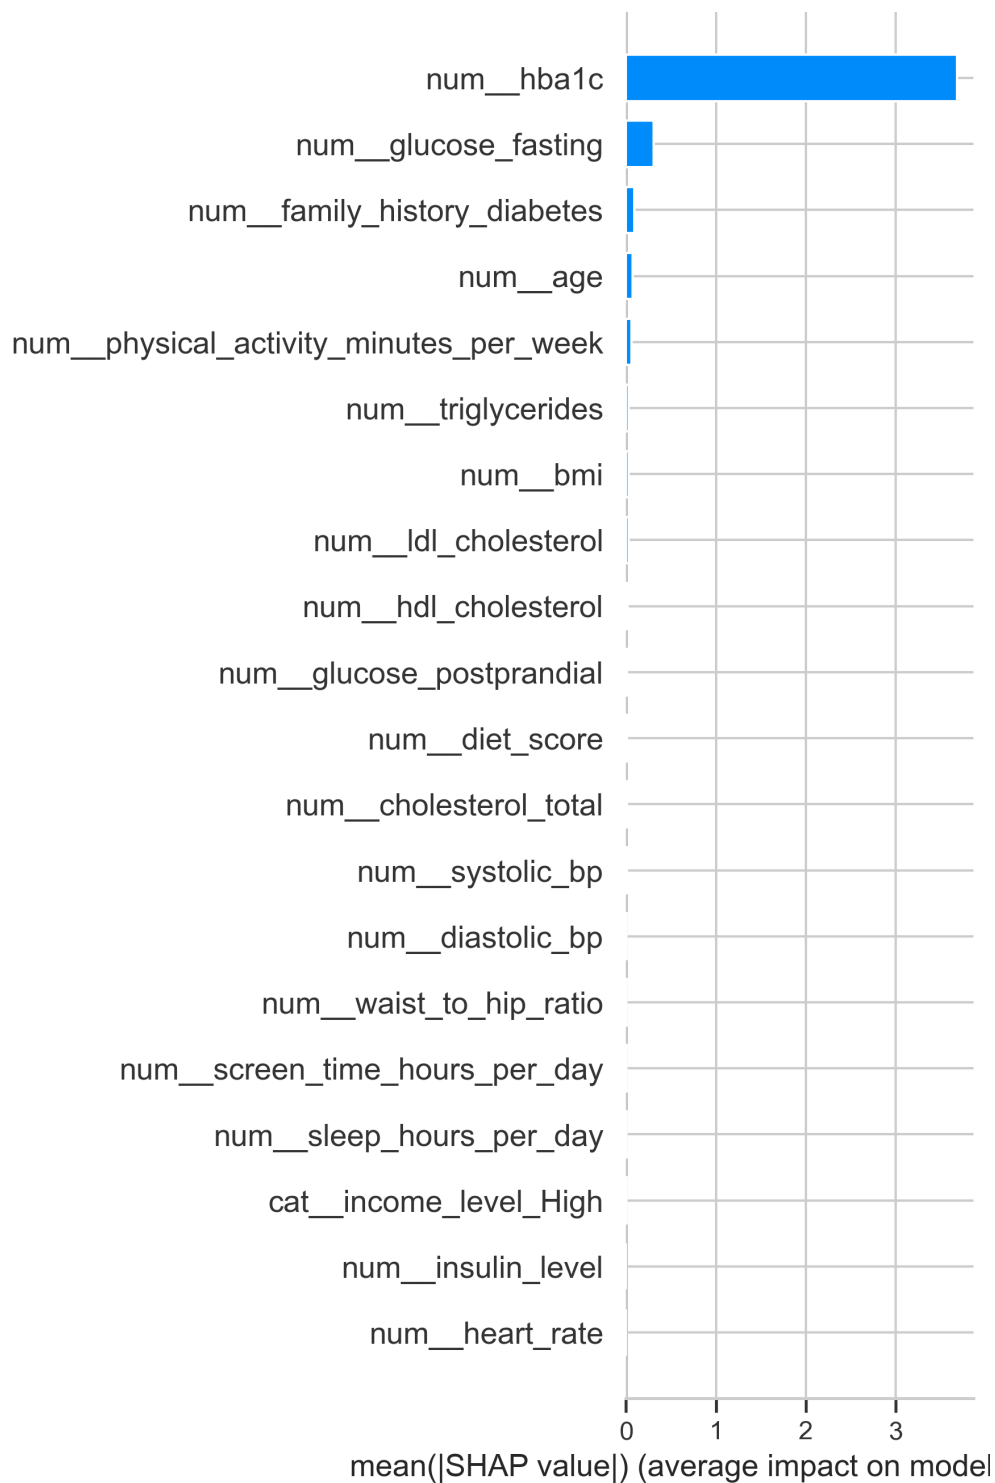 num__hba1c
num__glucose_fasting
num__family_history_diabetes
num__age
num__physical_activity_minutes_per_week
num__triglycerides
num__bmi
num__ldl_cholesterol
num__hdl_cholesterol
num__glucose_postprandial
num__diet_score
num__cholesterol_total
num__systolic_bp
num__diastolic_bp
num__waist_to_hip_ratio
num__screen_time_hours_per_day
num__sleep_hours_per_day
cat__income_level_High
num__insulin_level
num__heart_rate
0 1 2 3
mean(|SHAP value|) (average impact on model